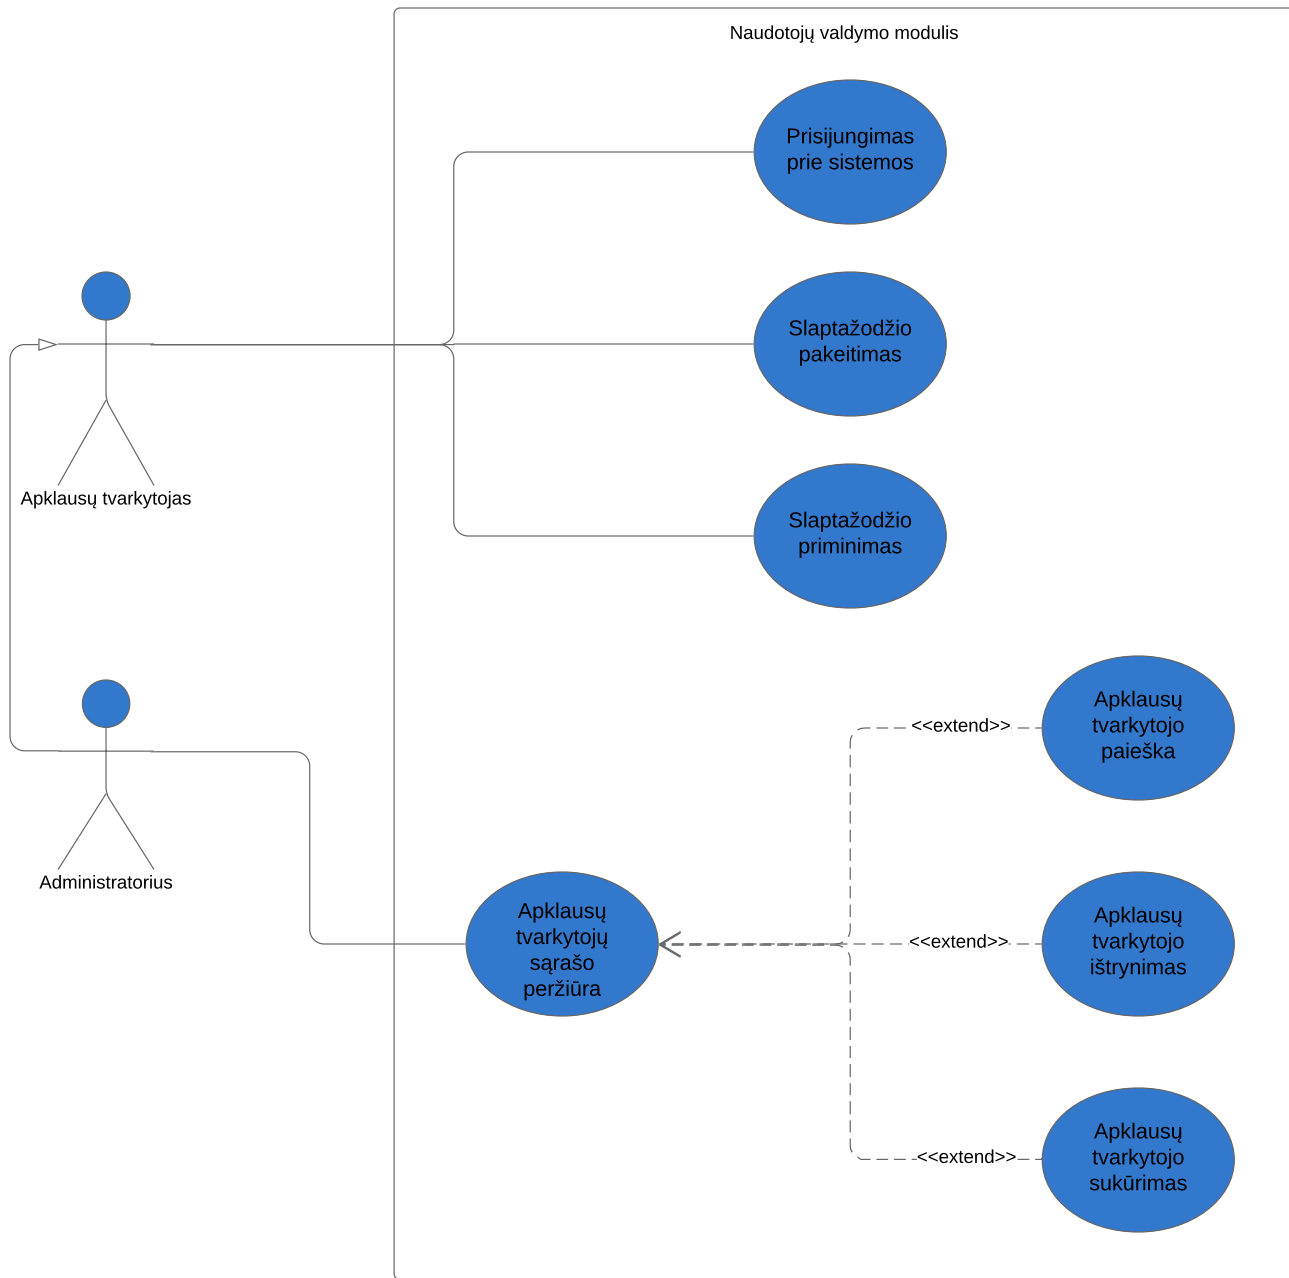 Naudotojų valdymo modulis
Prisijungimas
prie sistemos
Slaptažodžio
pakeitimas
Apklausų tvarkytojas
Slaptažodžio
priminimas
Apklausų
tvarkytojo
paieška
<<extend>>
Administratorius
Apklausų
tvarkytojų
sąrašo
peržiūra
<<extend>>
Apklausų
tvarkytojo
ištrynimas
<<extend>>
Apklausų
tvarkytojo
sukūrimas